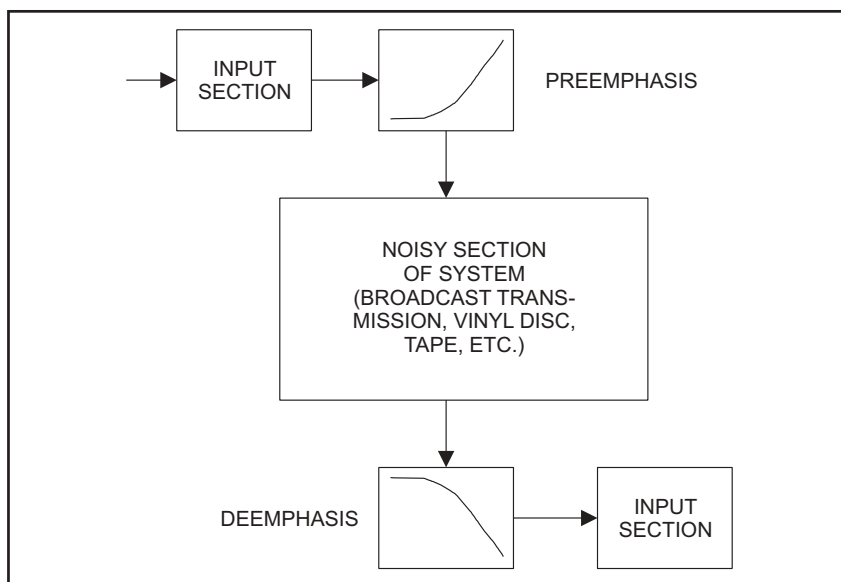 INPUT
SECTION
PREEMPHASIS
NOISY SECTION
OF SYSTEM
(BROADCAST TRANS-
MISSION, VINYL DISC,
TAPE, ETC.)
DEEMPHASIS
INPUT
SECTION